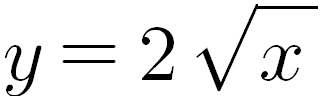 y = 2 √x